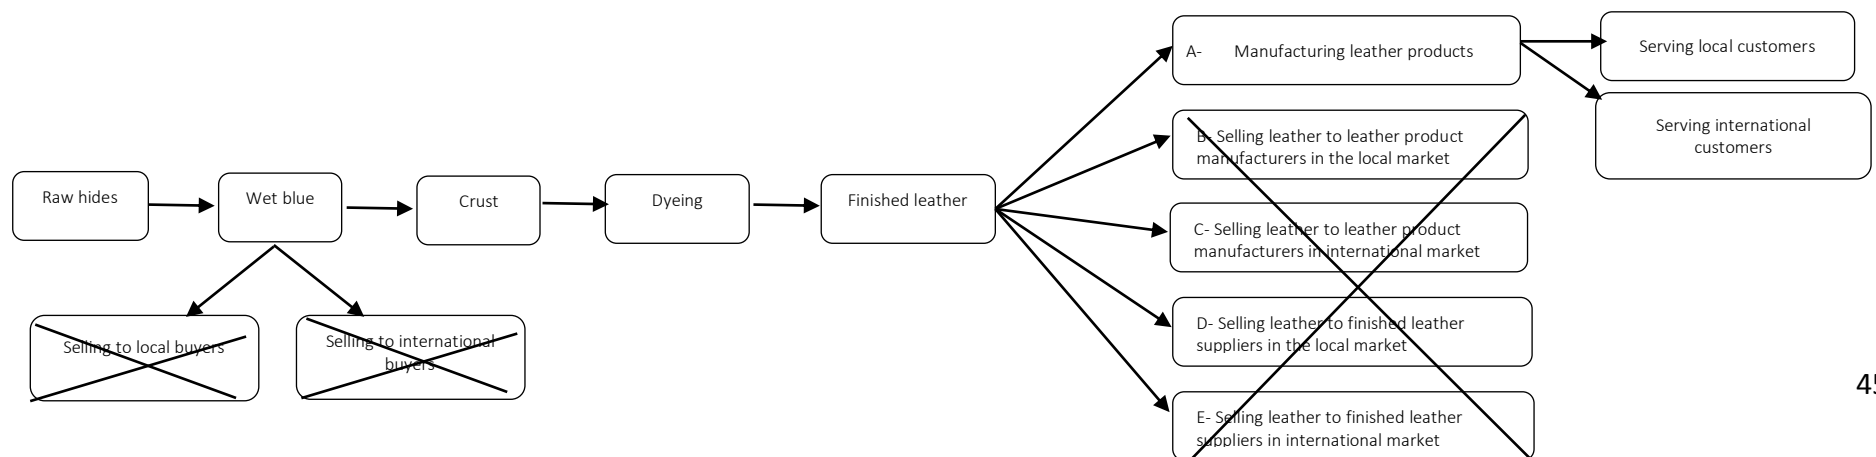 A- Manufacturing leather products
Serving local customers
Serving international
customers
B- Selling leather to leather product
manufacturers in the local market
Raw hides
Wet blue
Crust
Dyeing
Finished leather
C- Selling leather to leather product
manufacturers in international market
D- Selling leather to finished leather
suppliers in the local market
Selling to local buyers
Selling to international
buyers
E- Selling leather to finished leather
suppliers in international market
45